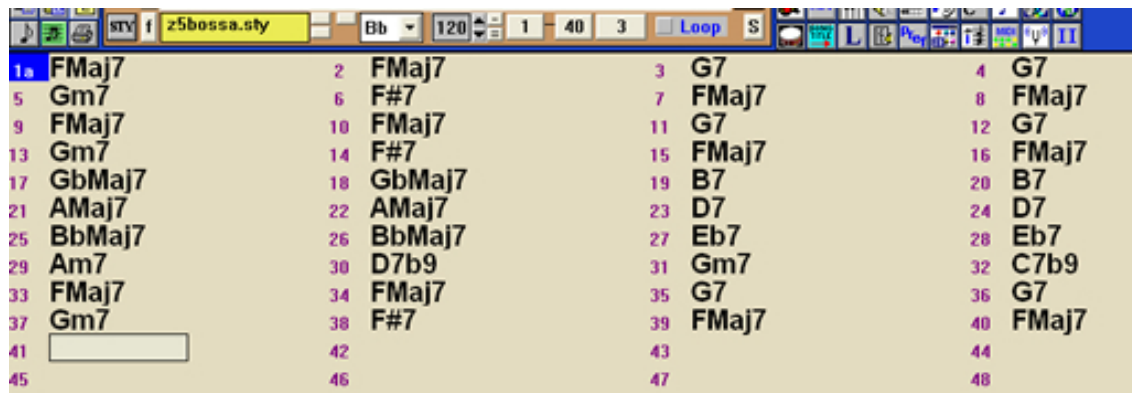 STY f z5bossa.sty Bb 120 1 - 40 3 Loop S L Pref MIDI II
1a FMaj7 2 FMaj7 3 G7 4 G7
5 Gm7 6 F#7 7 FMaj7 8 FMaj7
9 FMaj7 10 FMaj7 11 G7 12 G7
13 Gm7 14 F#7 15 FMaj7 16 FMaj7
17 GbMaj7 18 GbMaj7 19 B7 20 B7
21 AMaj7 22 AMaj7 23 D7 24 D7
25 BbMaj7 26 BbMaj7 27 Eb7 28 Eb7
29 Am7 30 D7b9 31 Gm7 32 C7b9
33 FMaj7 34 FMaj7 35 G7 36 G7
37 Gm7 38 F#7 39 FMaj7 40 FMaj7
41 42 43 44
45 46 47 48